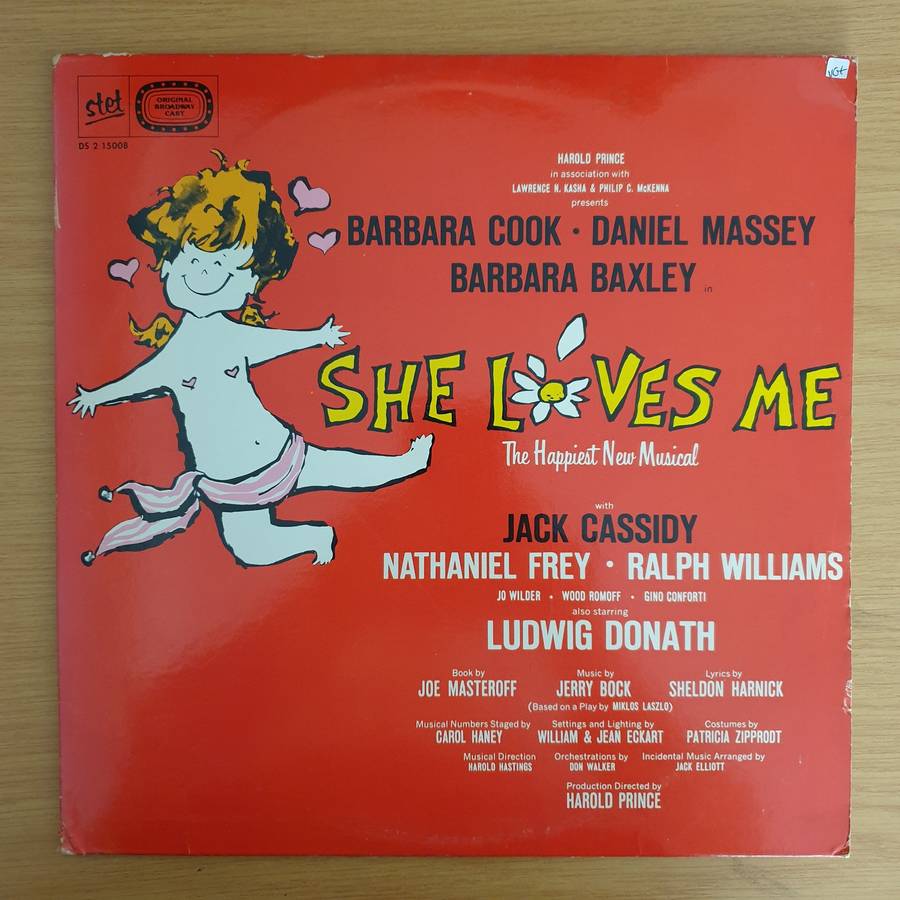 stet
ORIGINAL
BROADWAY
CAST
DS 2 15008
VG+
HAROLD PRINCE
in association with
LAWRENCE N. KASHA & PHILIP C. McKENNA
presents
BARBARA COOK • DANIEL MASSEY
BARBARA BAXLEY in
SHE LOVES ME
The Happiest New Musical
with
JACK CASSIDY
NATHANIEL FREY • RALPH WILLIAMS
JO WILDER • WOOD ROMOFF • GINO CONFORTI
also starring
LUDWIG DONATH
Book by Music by Lyrics by
JOE MASTEROFF JERRY BOCK SHELDON HARNICK
(Based on a Play by MIKLOS LASZLO)
Musical Numbers Staged by Settings and Lighting by Costumes by
CAROL HANEY WILLIAM & JEAN ECKART PATRICIA ZIPPRODT
Musical Direction Orchestrations by Incidental Music Arranged by
HAROLD HASTINGS DON WALKER JACK ELLIOTT
Production Directed by
HAROLD PRINCE